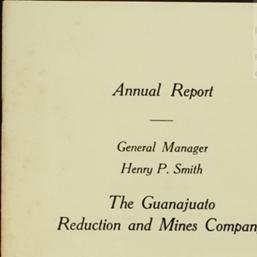 Annual Report
General Manager
Henry P. Smith
The Guanajuato
Reduction and Mines Compan